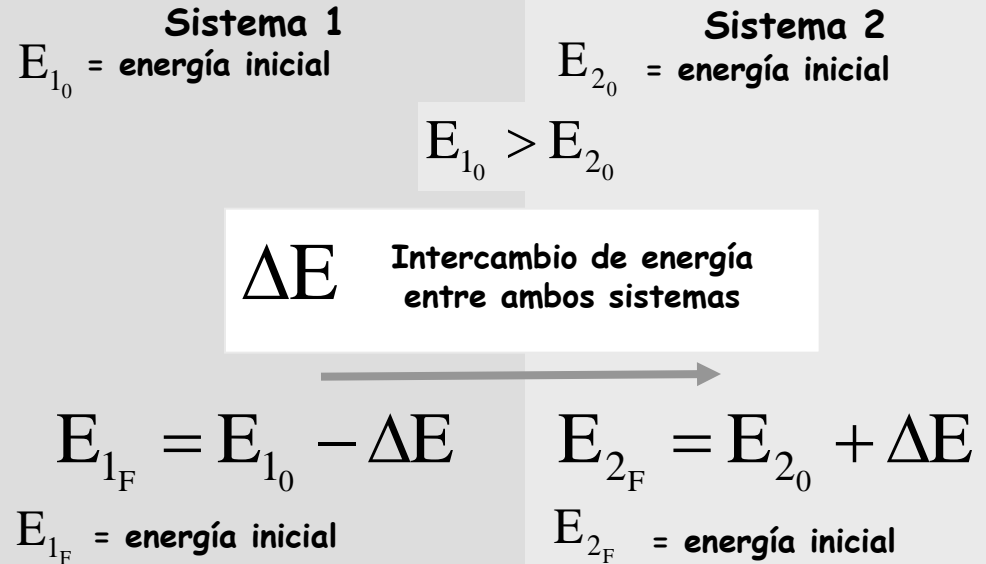 Sistema 1
E₁₀ = energía inicial
Sistema 2
E₂₀ = energía inicial
E₁₀ > E₂₀
ΔE
Intercambio de energía
entre ambos sistemas
E₁F = E₁₀ − ΔE
E₂F = E₂₀ + ΔE
E₁F = energía inicial
E₂F = energía inicial